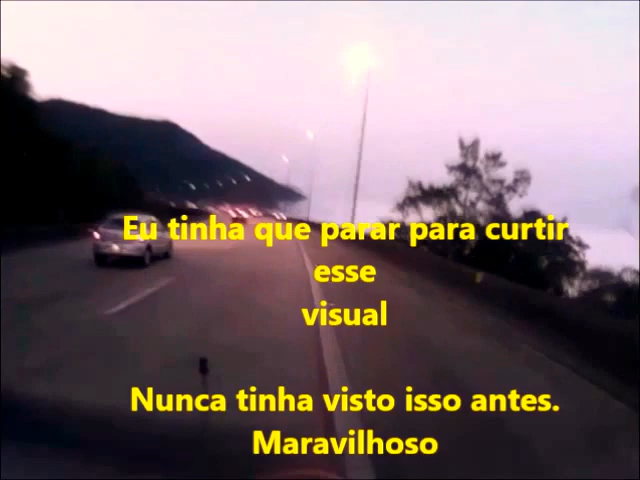 Eu tinha que parar para curtir
esse
visual
Nunca tinha visto isso antes.
Maravilhoso